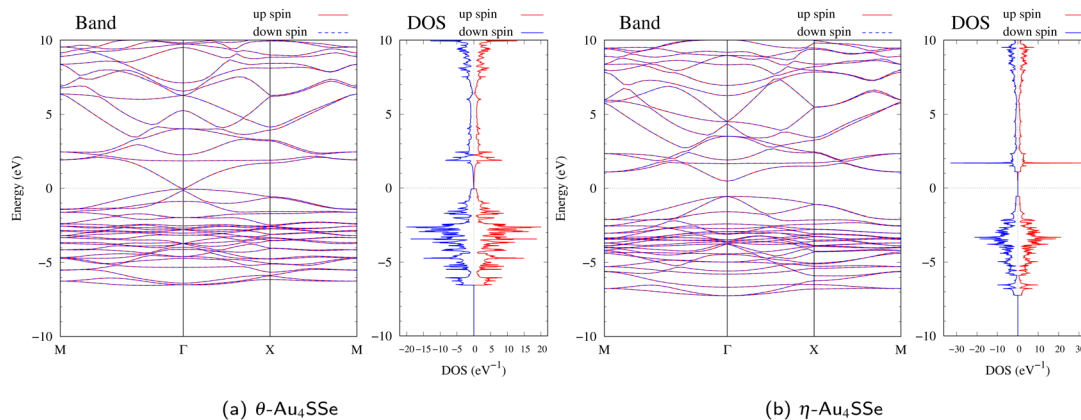 Band
up spin
down spin
10
5
0
−5
−10
Energy (eV)
M Γ X M
DOS
up spin
down spin
10
5
0
−5
−10
−20 −15 −10 −5 0 5 10 15 20
DOS (eV⁻¹)
(a) θ-Au₄SSe
Band
up spin
down spin
10
5
0
−5
−10
Energy (eV)
M Γ X M
DOS
up spin
down spin
10
5
0
−5
−10
−30 −20 −10 0 10 20 30
DOS (eV⁻¹)
(b) η-Au₄SSe